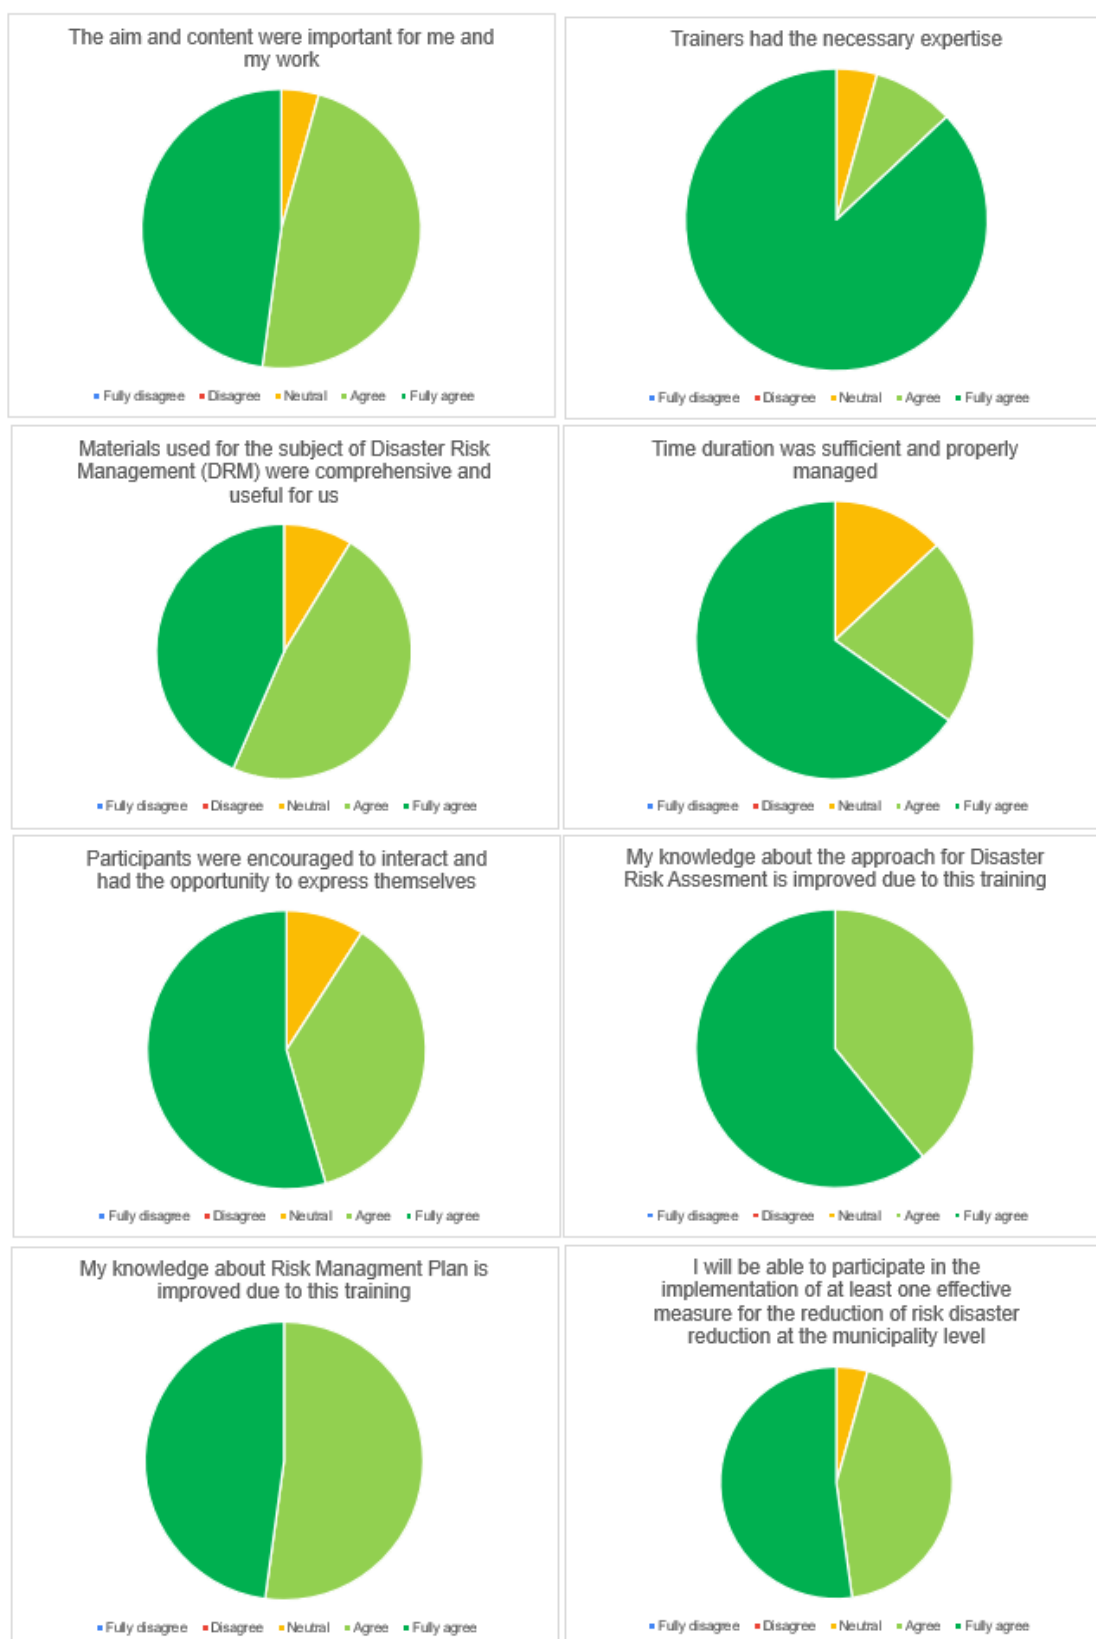 The aim and content were important for me and
my work
Fully disagree Disagree Neutral Agree Fully agree
Trainers had the necessary expertise
Fully disagree Disagree Neutral Agree Fully agree
Materials used for the subject of Disaster Risk
Management (DRM) were comprehensive and
useful for us
Fully disagree Disagree Neutral Agree Fully agree
Time duration was sufficient and properly
managed
Fully disagree Disagree Neutral Agree Fully agree
Participants were encouraged to interact and
had the opportunity to express themselves
Fully disagree Disagree Neutral Agree Fully agree
My knowledge about the approach for Disaster
Risk Assesment is improved due to this training
Fully disagree Disagree Neutral Agree Fully agree
My knowledge about Risk Managment Plan is
improved due to this training
Fully disagree Disagree Neutral Agree Fully agree
I will be able to participate in the
implementation of at least one effective
measure for the reduction of risk disaster
reduction at the municipality level
Fully disagree Disagree Neutral Agree Fully agree